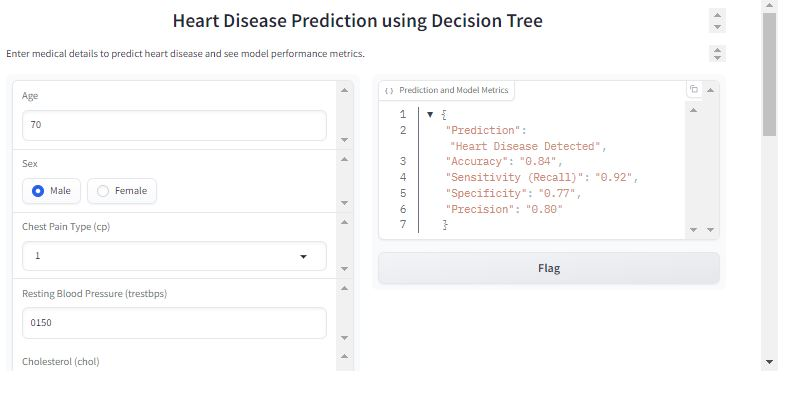 Heart Disease Prediction using Decision Tree
Enter medical details to predict heart disease and see model performance metrics.
Age
70
Sex
Male Female
Chest Pain Type (cp)
1
Resting Blood Pressure (trestbps)
0150
Cholesterol (chol)
{ } Prediction and Model Metrics
1 {
2 "Prediction":
"Heart Disease Detected",
3 "Accuracy": "0.84",
4 "Sensitivity (Recall)": "0.92",
5 "Specificity": "0.77",
6 "Precision": "0.80"
7 }
Flag